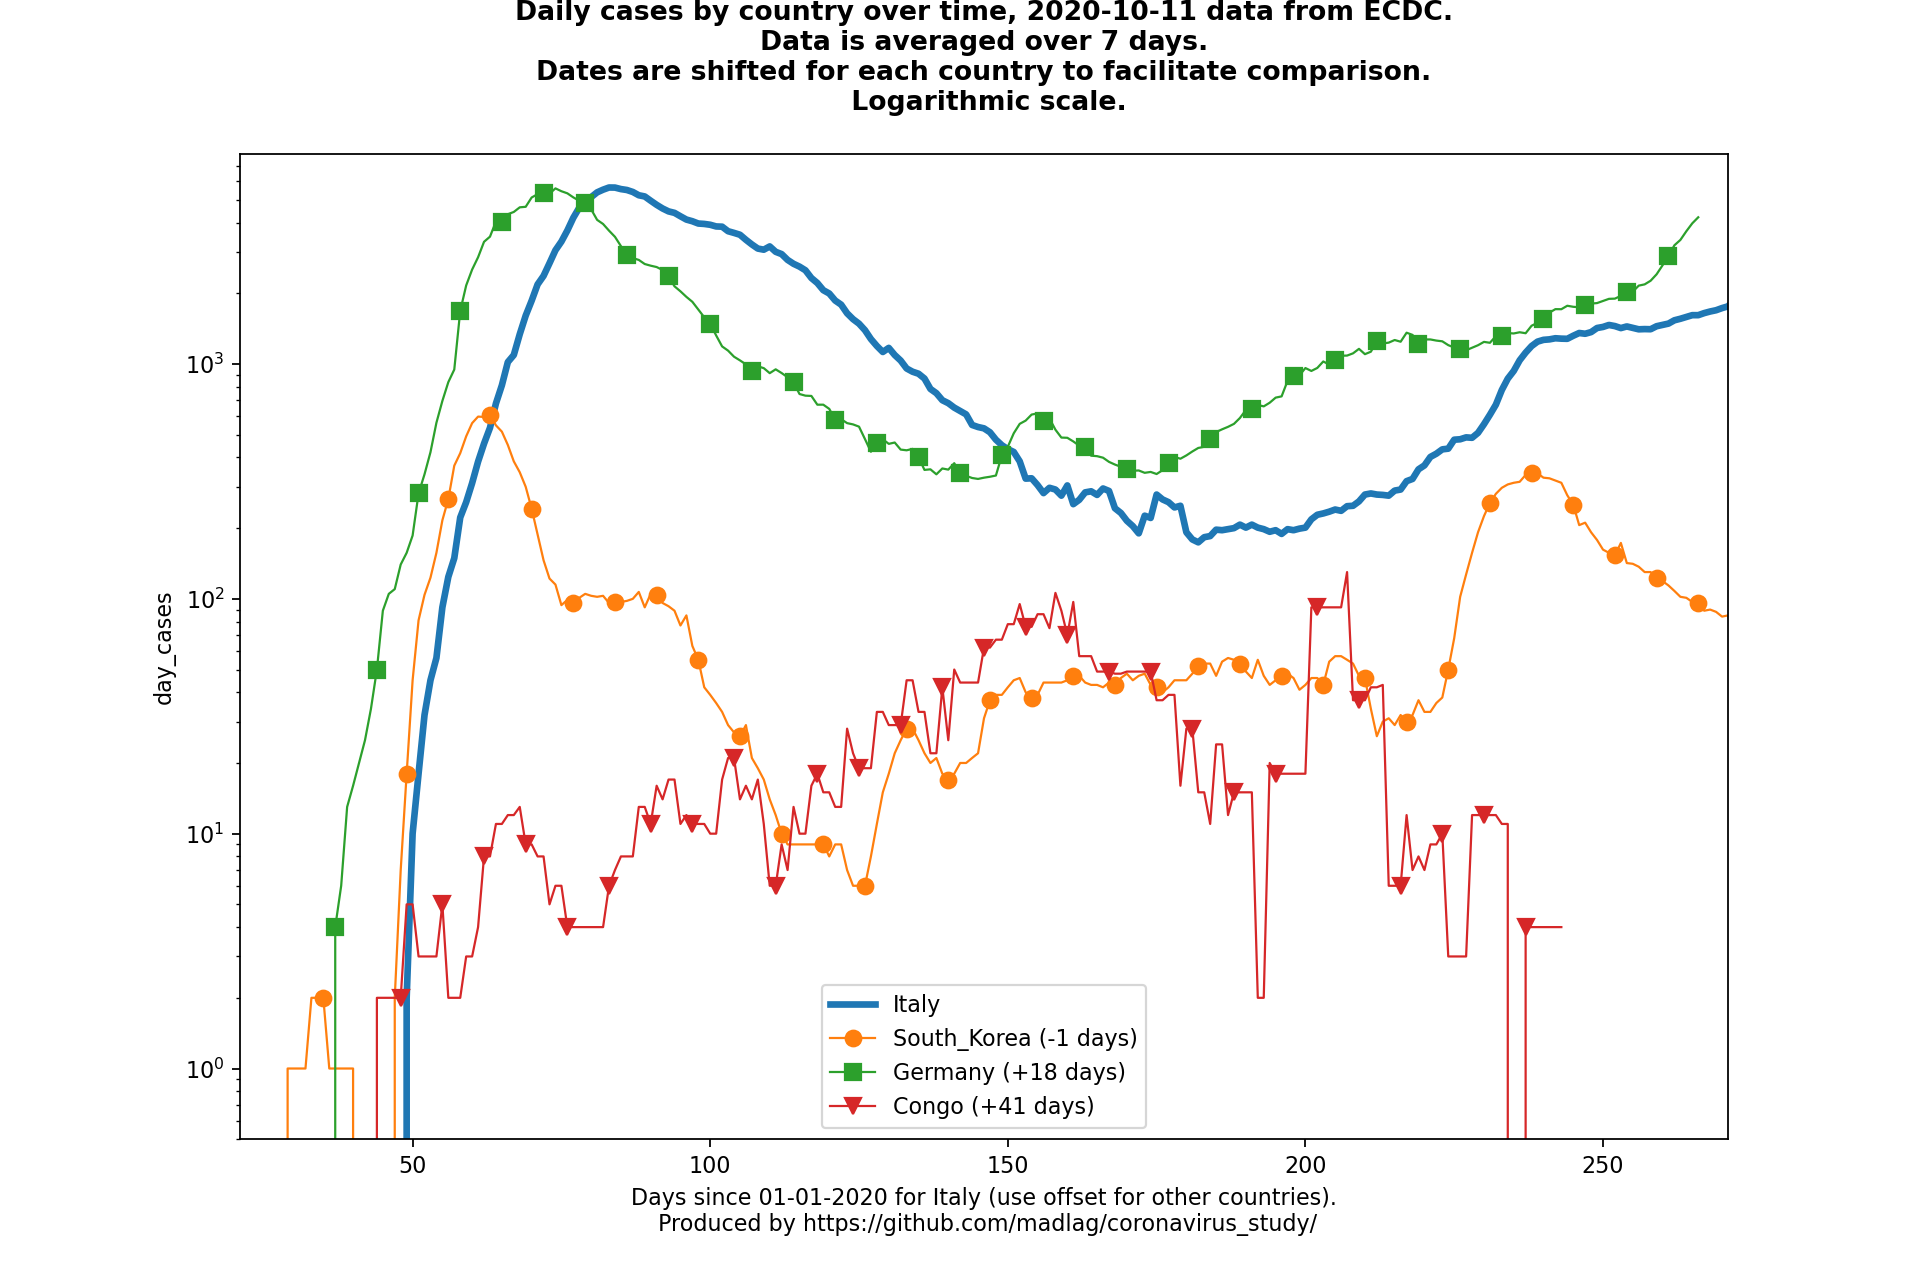 Daily cases by country over time, 2020-10-11 data from ECDC.
Data is averaged over 7 days.
Dates are shifted for each country to facilitate comparison.
Logarithmic scale.
10³
10²
10¹
10⁰
day_cases
Italy
South_Korea (-1 days)
Germany (+18 days)
Congo (+41 days)
50 100 150 200 250
Days since 01-01-2020 for Italy (use offset for other countries).
Produced by https://github.com/madlag/coronavirus_study/